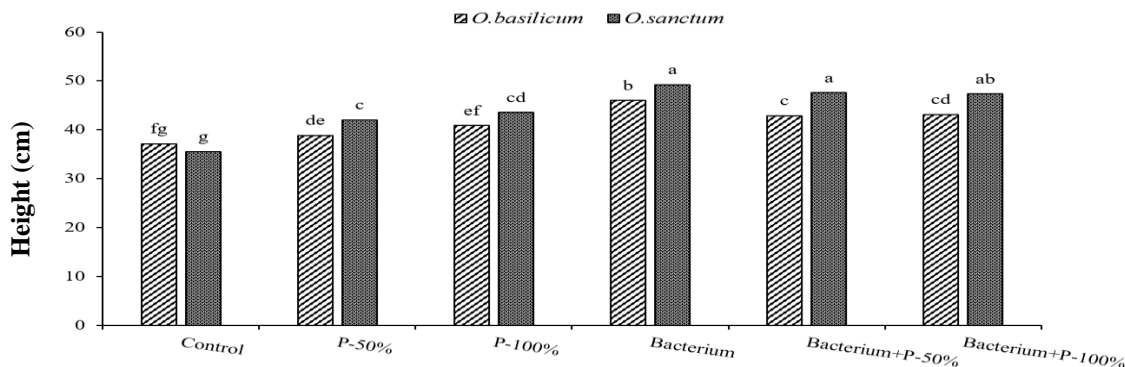 O.basilicum O.sanctum
60
50
40
30
20
10
0
Height (cm)
fg g de c ef cd b a c a cd ab
Control P-50% P-100% Bacterium Bacterium+P-50% Bacterium+P-100%